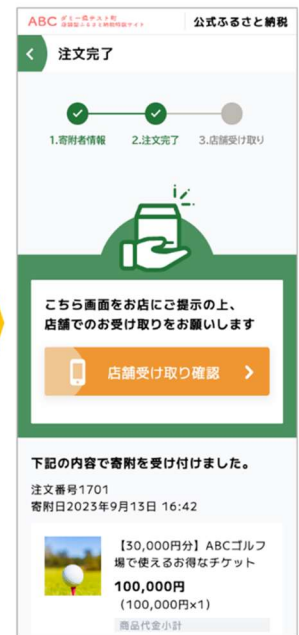 ABC
公式ふるさと納税
注文完了
1.寄附者情報
2.注文完了
3.店舗受け取り
こちら画面をお店にご提示の上、
店舗でのお受け取りをお願いします
店舗受け取り確認
下記の内容で寄附を受け付けました。
注文番号1701
寄附日2023年9月13日 16:42
【30,000円分】ABCゴルフ
場で使えるお得なチケット
100,000円
(100,000円×1)
商品代金小計